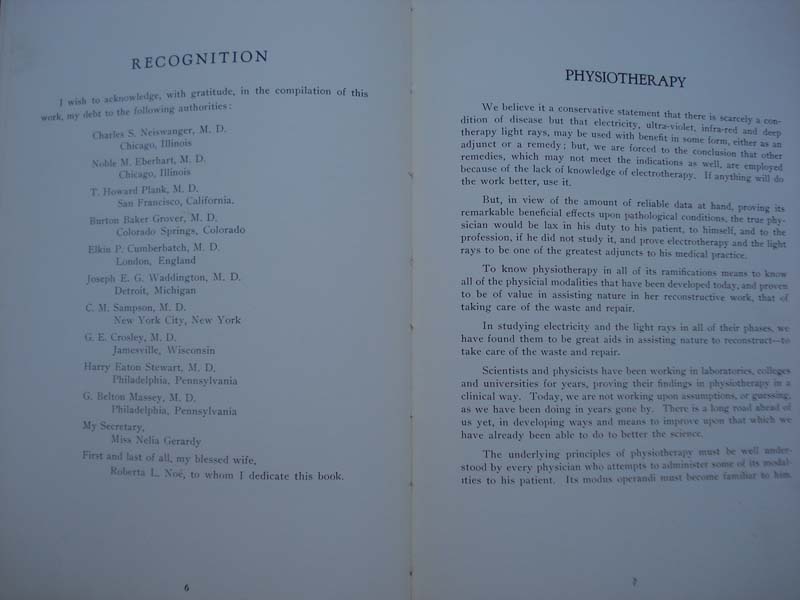 RECOGNITION
I wish to acknowledge, with gratitude, in the compilation of this
work, my debt to the following authorities:
Charles S. Neiswanger, M. D.
Chicago, Illinois
Noble M. Eberhart, M. D.
Chicago, Illinois
T. Howard Plank, M. D.
San Francisco, California.
Burton Baker Grover, M. D.
Colorado Springs, Colorado
Elkin P. Cumberbatch, M. D.
London, England
Joseph E. G. Waddington, M. D.
Detroit, Michigan
C. M. Sampson, M. D.
New York City, New York
G. E. Crosley, M. D.
Jamesville, Wisconsin
Harry Eaton Stewart, M. D.
Philadelphia, Pennsylvania
G. Belton Massey, M. D.
Philadelphia, Pennsylvania
My Secretary,
Miss Nelia Gerardy
First and last of all, my blessed wife,
Roberta L. Noé, to whom I dedicate this book.
6
PHYSIOTHERAPY
We believe it a conservative statement that there is scarcely a con-
dition of disease but that electricity, ultra-violet, infra-red and deep
therapy light rays, may be used with benefit in some form, either as an
adjunct or a remedy; but, we are forced to the conclusion that other
remedies, which may not meet the indications as well, are employed
because of the lack of knowledge of electrotherapy. If anything will do
the work better, use it.
But, in view of the amount of reliable data at hand, proving its
remarkable beneficial effects upon pathological conditions, the true phy-
sician would be lax in his duty to his patient, to himself, and to the
profession, if he did not study it, and prove electrotherapy and the light
rays to be one of the greatest adjuncts to his medical practice.
To know physiotherapy in all of its ramifications means to know
all of the physicial modalities that have been developed today, and proven
to be of value in assisting nature in her reconstructive work, that of
taking care of the waste and repair.
In studying electricity and the light rays in all of their phases, we
have found them to be great aids in assisting nature to reconstruct—to
take care of the waste and repair.
Scientists and physicists have been working in laboratories, colleges
and universities for years, proving their findings in physiotherapy in a
clinical way. Today, we are not working upon assumptions, or guessing,
as we have been doing in years gone by. There is a long road ahead of
us yet, in developing ways and means to improve upon that which we
have already been able to do to better the science.
The underlying principles of physiotherapy must be well under-
stood by every physician who attempts to administer some of its modal-
ities to his patient. Its modus operandi must become familiar to him.
7